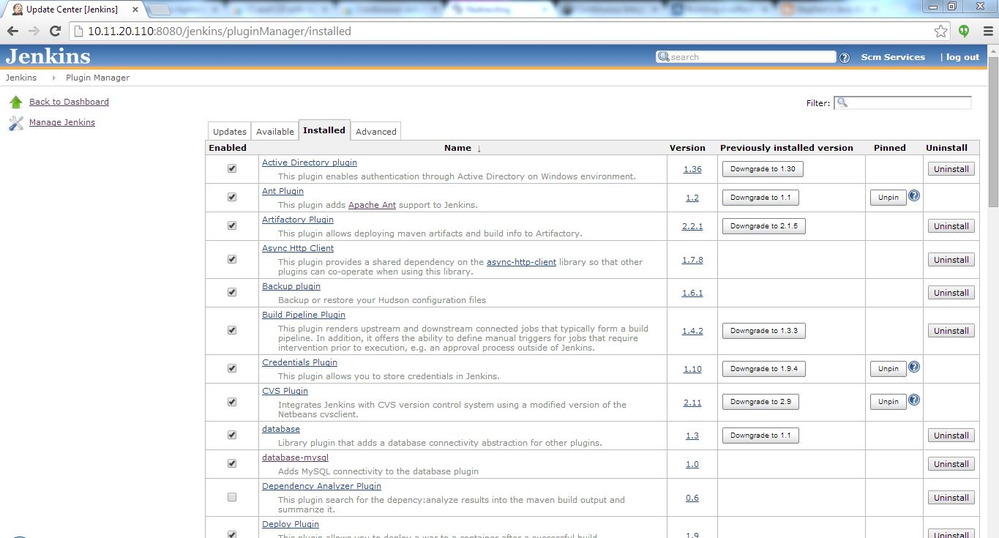 Update Center [Jenkins]
10.11.20.110:8080/jenkins/pluginManager/installed
Jenkins
search
Scm Services
| log out
Jenkins
Plugin Manager
Back to Dashboard
Manage Jenkins
Filter:
Updates
Available
Installed
Advanced
Enabled Name ↓ Version Previously installed version Pinned Uninstall
Active Directory plugin
This plugin enables authentication through Active Directory on Windows environment.
1.36 Downgrade to 1.30 Uninstall
Ant Plugin
This plugin adds Apache Ant support to Jenkins.
1.2 Downgrade to 1.1 Unpin
Artifactory Plugin
This plugin allows deploying maven artifacts and build info to Artifactory.
2.2.1 Downgrade to 2.1.5 Uninstall
Async Http Client
This plugin provides a shared dependency on the async-http-client library so that other
plugins can co-operate when using this library.
1.7.8 Uninstall
Backup plugin
Backup or restore your Hudson configuration files
1.6.1 Uninstall
Build Pipeline Plugin
This plugin renders upstream and downstream connected jobs that typically form a build
pipeline. In addition, it offers the ability to define manual triggers for jobs that require
intervention prior to execution, e.g. an approval process outside of Jenkins.
1.4.2 Downgrade to 1.3.3 Uninstall
Credentials Plugin
This plugin allows you to store credentials in Jenkins.
1.10 Downgrade to 1.9.4 Unpin
CVS Plugin
Integrates Jenkins with CVS version control system using a modified version of the
Netbeans cvsclient.
2.11 Downgrade to 2.9 Unpin
database
Library plugin that adds a database connectivity abstraction for other plugins.
1.3 Downgrade to 1.1 Uninstall
database-mysql
Adds MySQL connectivity to the database plugin
1.0 Uninstall
Dependency Analyzer Plugin
This plugin search for the depency:analyze results into the maven build output and
summarize it.
0.6 Uninstall
Deploy Plugin
This plugin allows you to deploy a war to a container after a successful build.
1.9 Uninstall